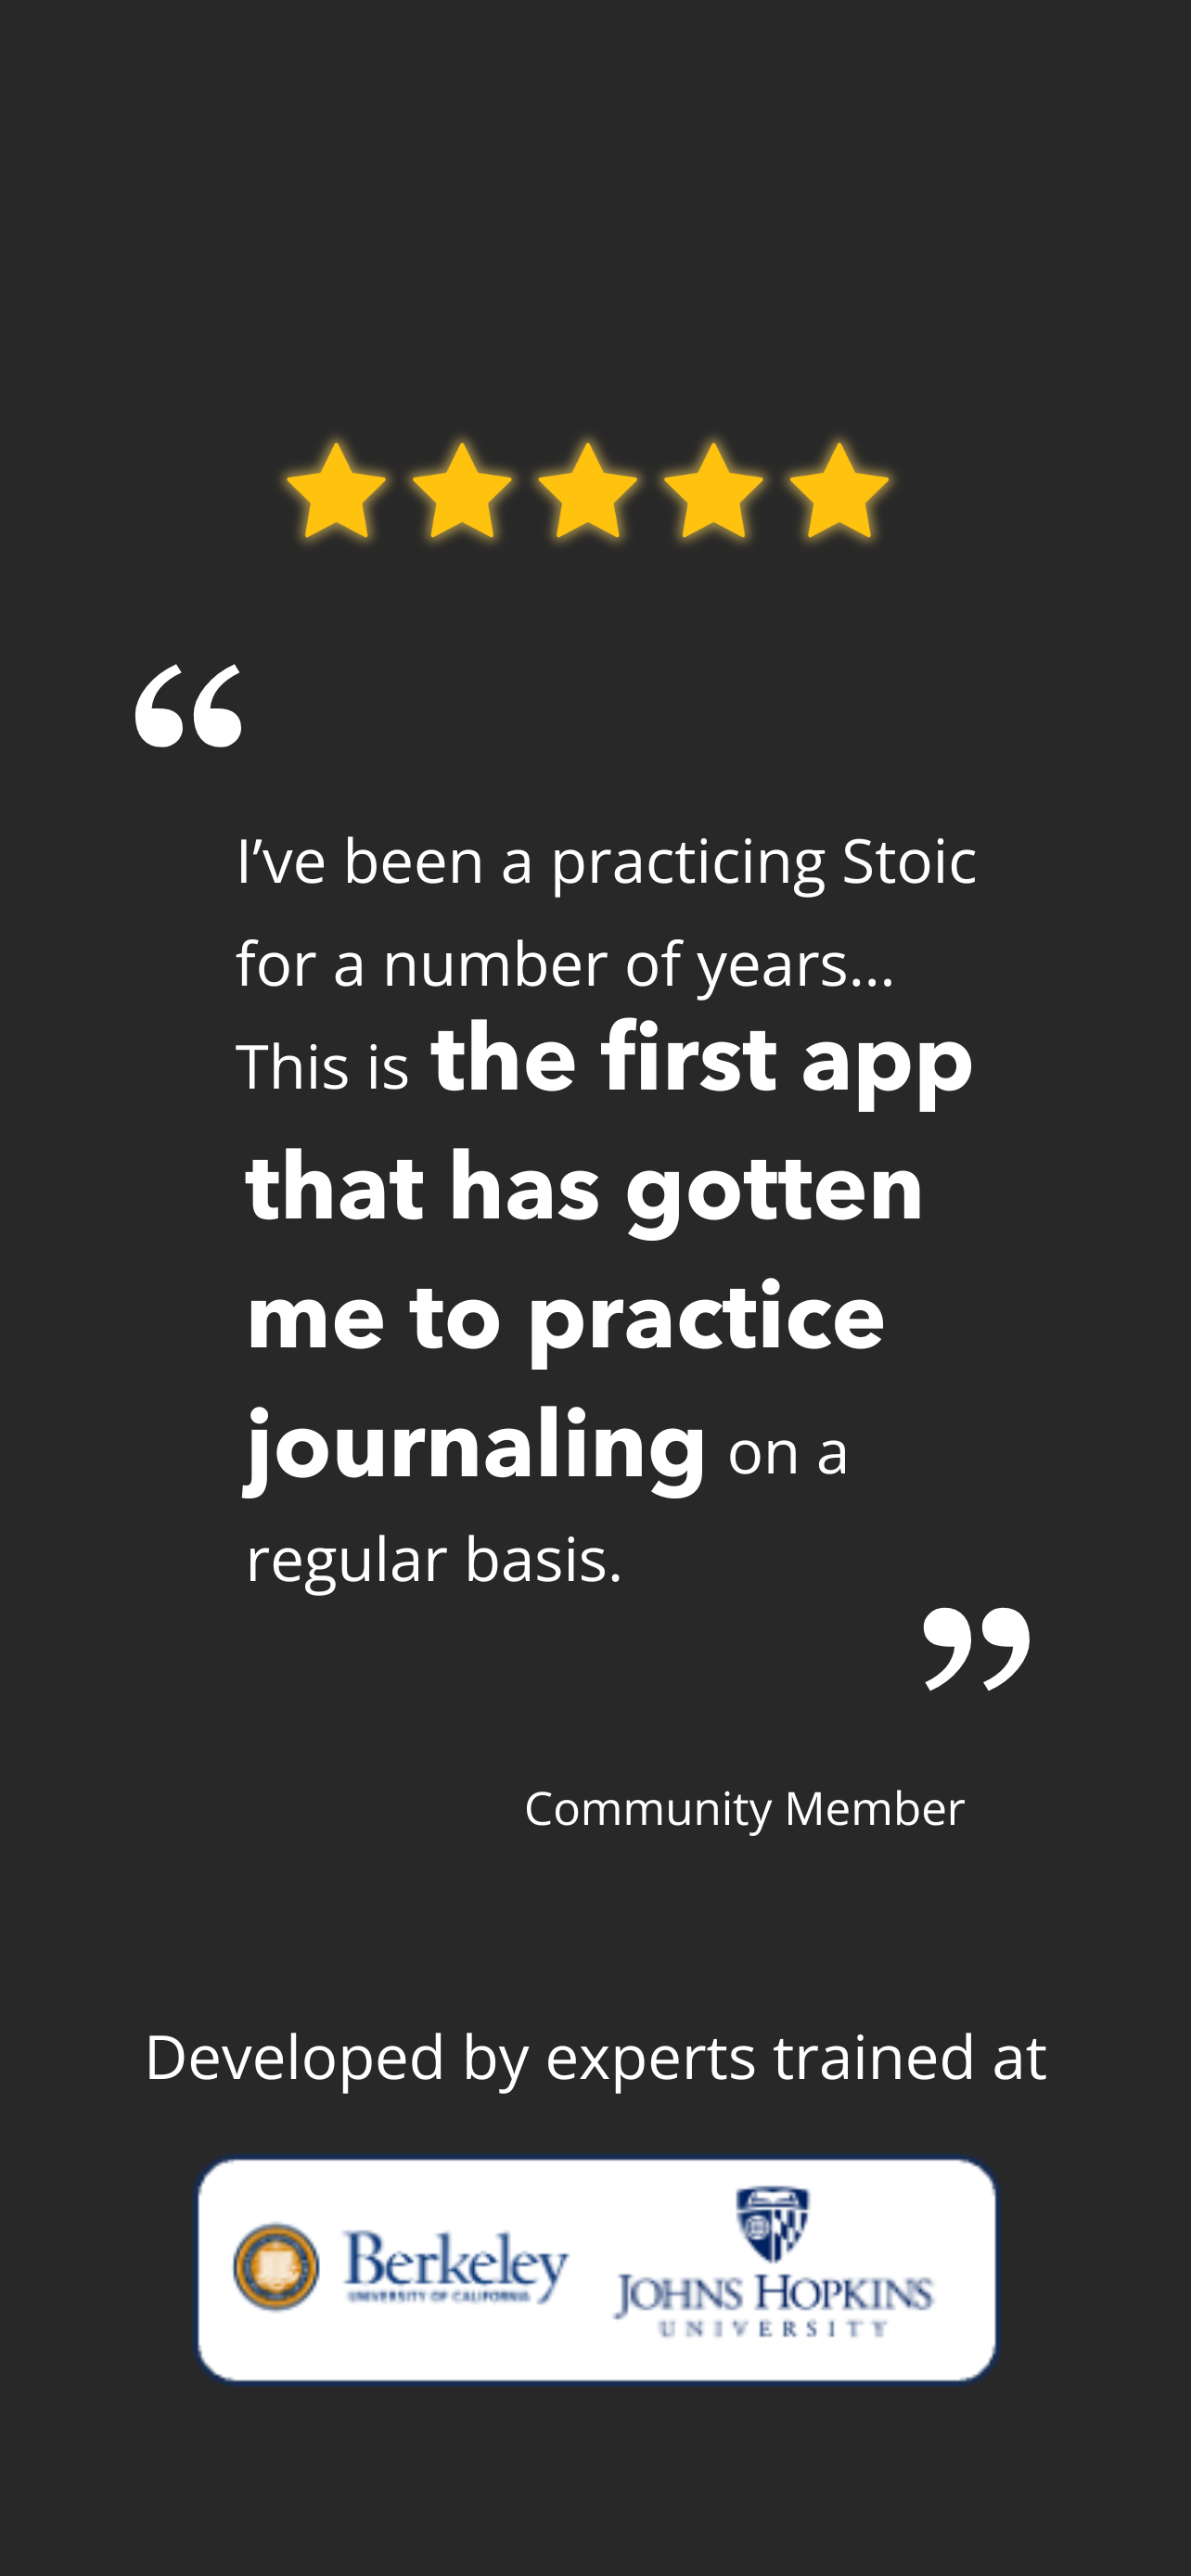 “
I’ve been a practicing Stoic
for a number of years...
This is the first app
that has gotten
me to practice
journaling on a
regular basis.
”
Community Member
Developed by experts trained at
Berkeley
UNIVERSITY OF CALIFORNIA
JOHNS HOPKINS
UNIVERSITY